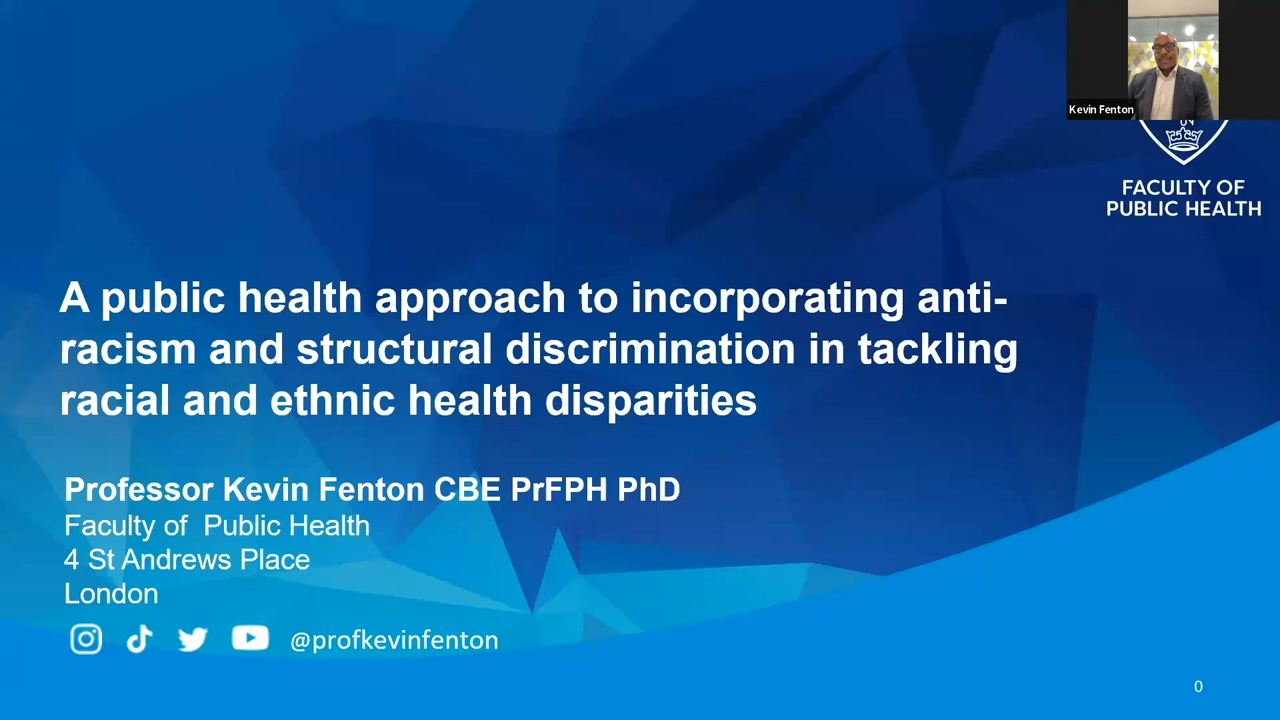 Kevin Fenton
FACULTY OF
PUBLIC HEALTH
A public health approach to incorporating anti-
racism and structural discrimination in tackling
racial and ethnic health disparities
Professor Kevin Fenton CBE PrFPH PhD
Faculty of  Public Health
4 St Andrews Place
London
@profkevinfenton
0